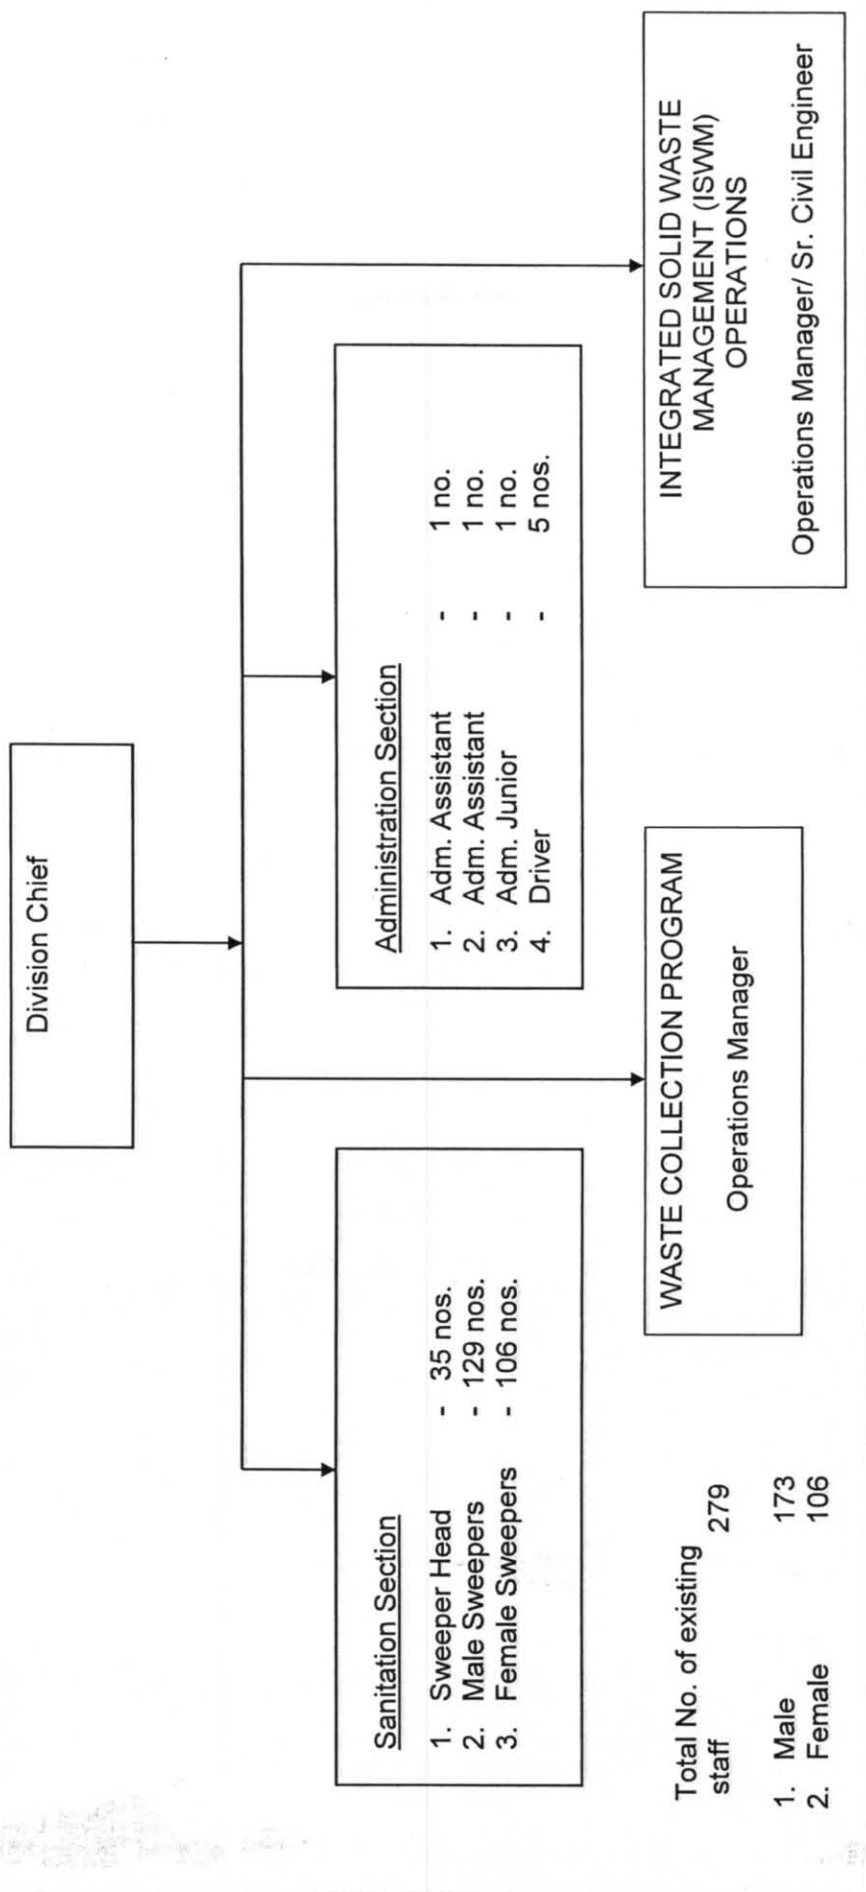 Division Chief
Sanitation Section
1. Sweeper Head - 35 nos.
2. Male Sweepers - 129 nos.
3. Female Sweepers - 106 nos.
Administration Section
1. Adm. Assistant - 1 no.
2. Adm. Assistant - 1 no.
3. Adm. Junior - 1 no.
4. Driver - 5 nos.
WASTE COLLECTION PROGRAM
Operations Manager
INTEGRATED SOLID WASTE
MANAGEMENT (ISWM)
OPERATIONS
Operations Manager/ Sr. Civil Engineer
Total No. of existing
staff 279
1. Male 173
2. Female 106